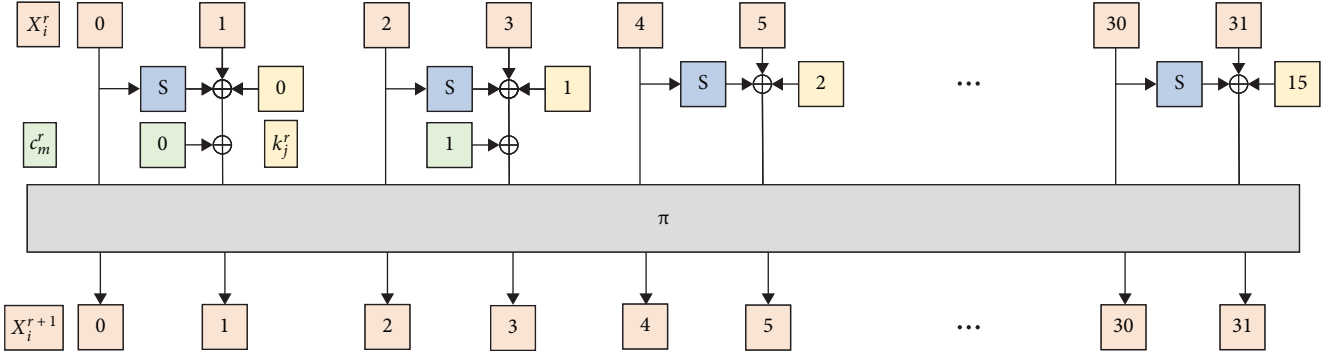 X_i^r 0 1 2 3 4 5 30 31
S 0 S 1 S 2 ... S 15
c_m^r 0 k_j^r 1
π
X_i^{r+1} 0 1 2 3 4 5 ... 30 31